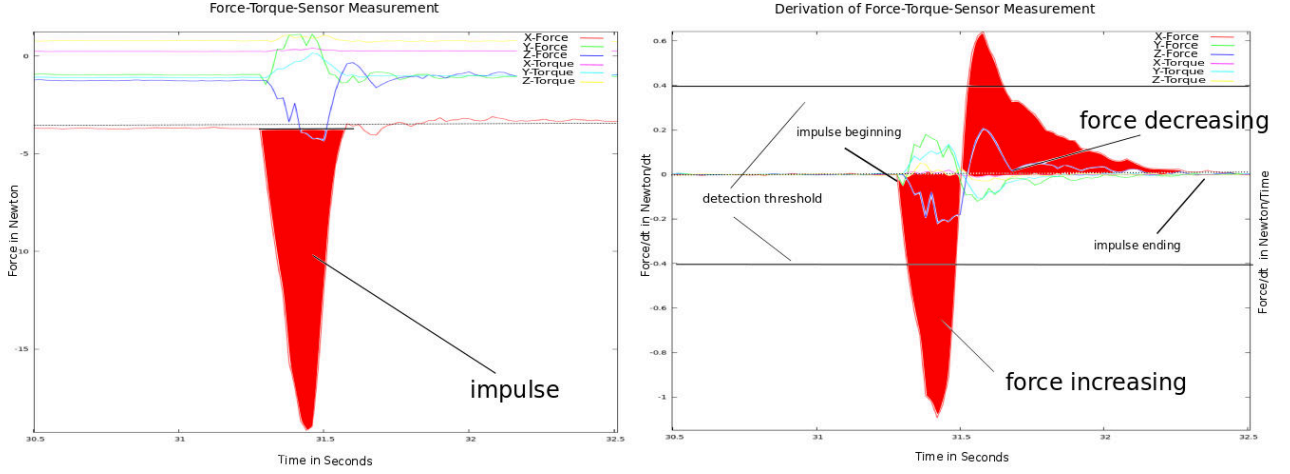 Force-Torque-Sensor Measurement
X-Force
Y-Force
Z-Force
X-Torque
Y-Torque
Z-Torque
0
-5
-10
-15
Force in Newton
impulse
30.5
31
31.5
32
32.5
Time in Seconds
Derivation of Force-Torque-Sensor Measurement
X-Force
Y-Force
Z-Force
X-Torque
Y-Torque
Z-Torque
0.6
0.4
0.2
0
-0.2
-0.4
-0.6
-0.8
-1
Force/dt in Newton/dt
Force/dt in Newton/Time
impulse beginning
force decreasing
detection threshold
impulse ending
force increasing
30.5
31
31.5
32
32.5
Time in Seconds